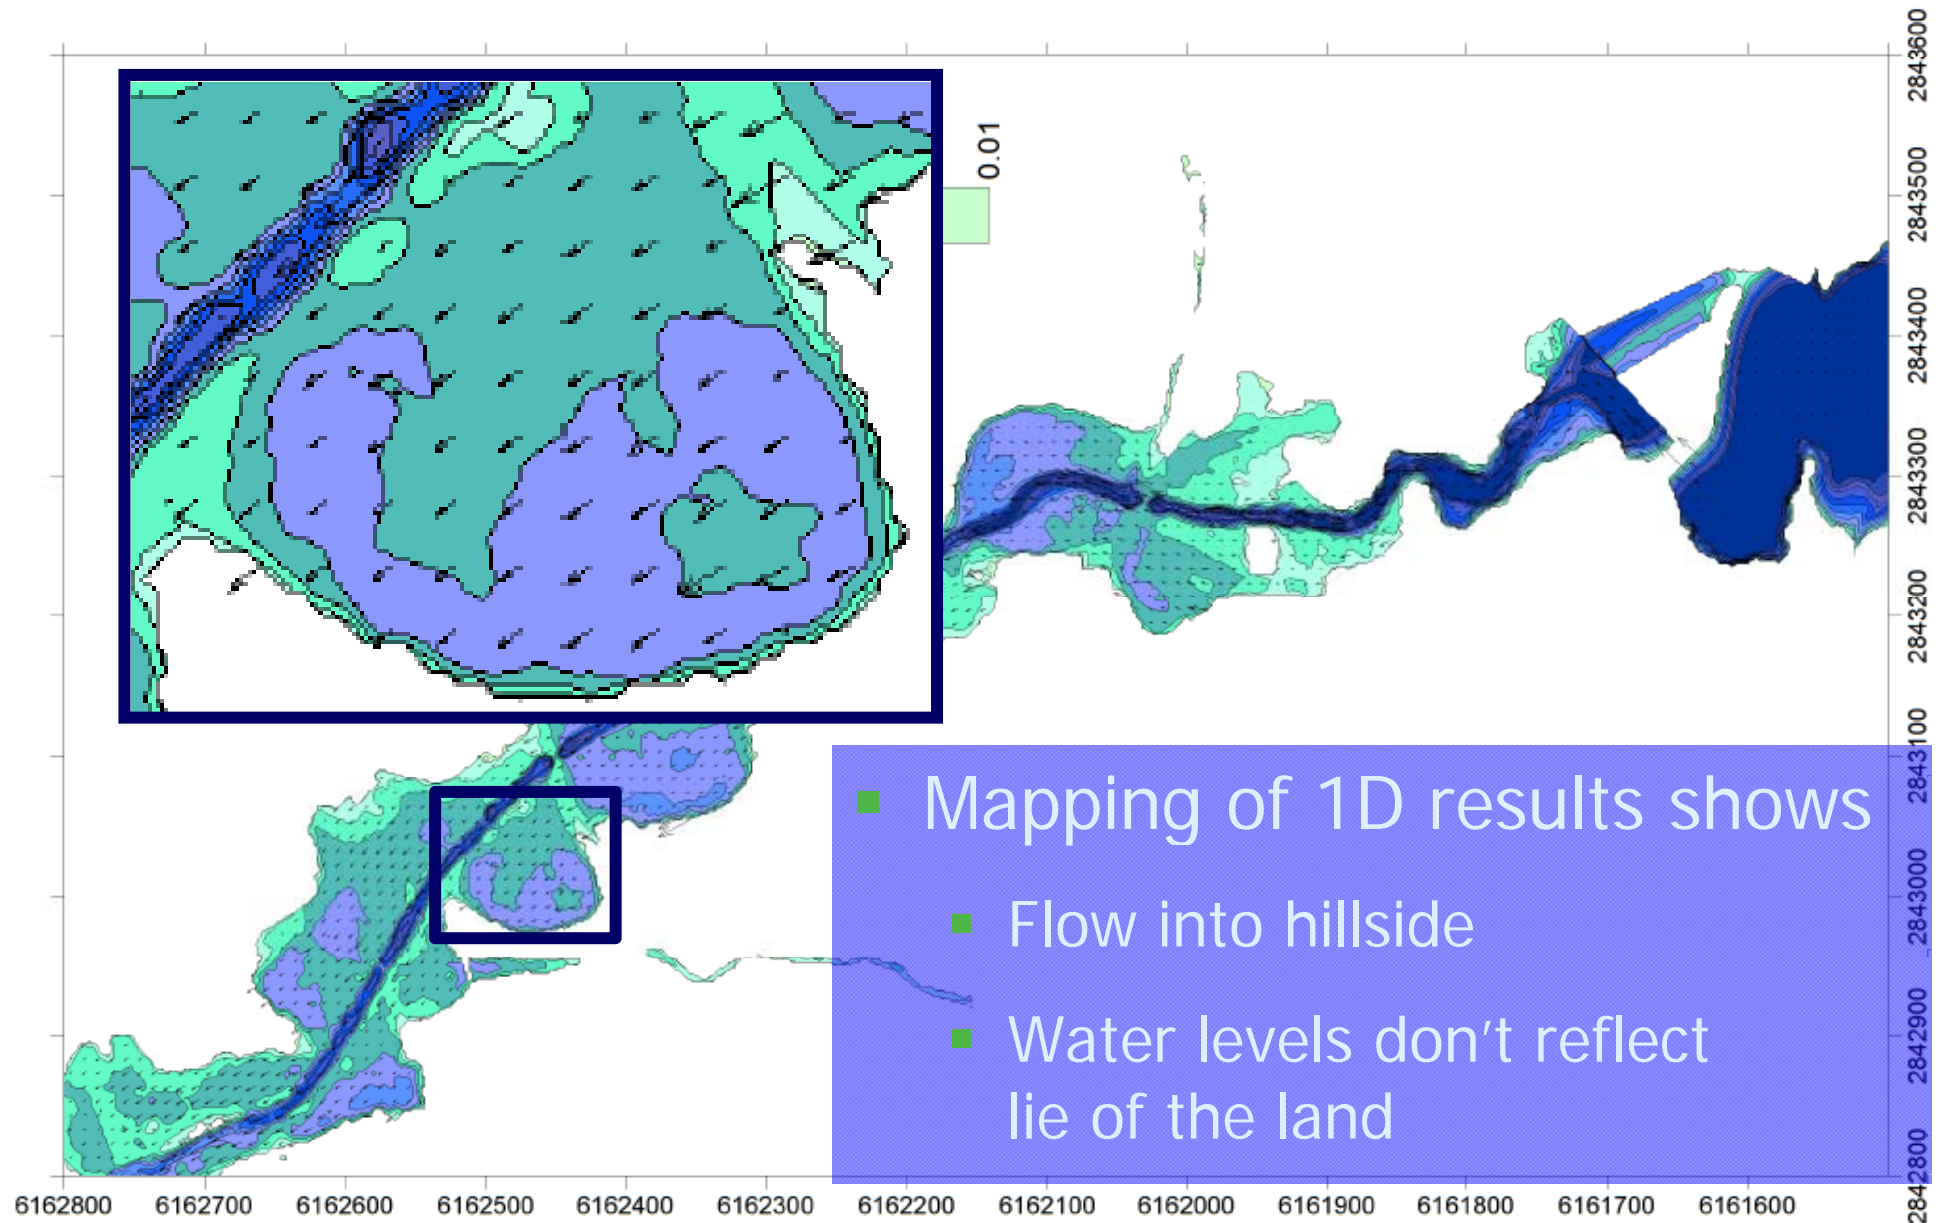 0.01
2843600
2843500
2843400
2843300
2843200
2843100
2843000
2842900
2842800
Mapping of 1D results shows
Flow into hillside
Water levels don't reflect
lie of the land
6162800 6162700 6162600 6162500 6162400 6162300 6162200 6162100 6162000 6161900 6161800 6161700 6161600